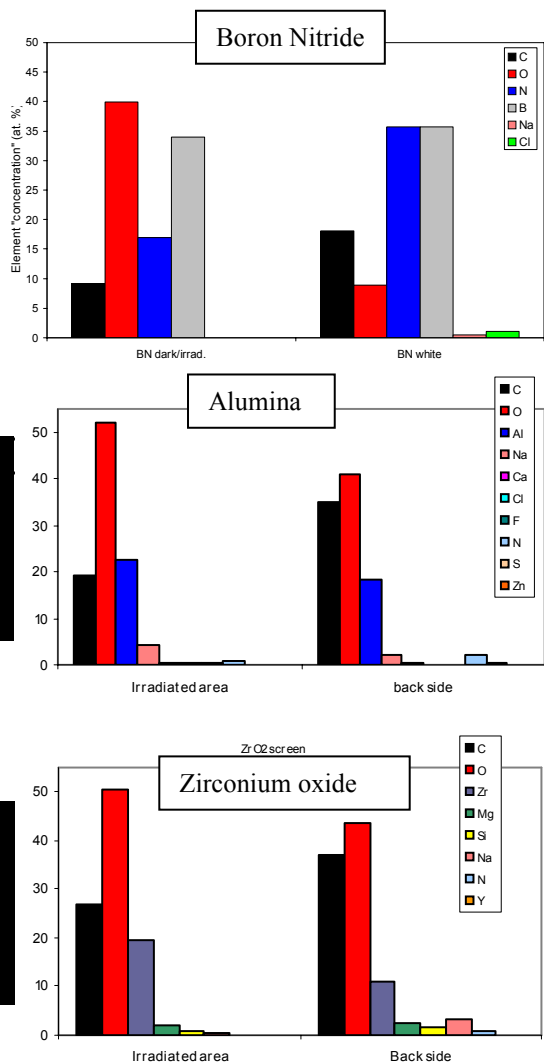 Boron Nitride
50
45
40
35
30
25
20
15
10
5
0
Element "concentration" (at. %)
C
O
N
B
Na
Cl
BN dark/irrad.
BN white
Alumina
50
40
30
20
10
0
C
O
Al
Na
Ca
Cl
F
N
S
Zn
Irradiated area
back side
ZrO2 screen
Zirconium oxide
50
40
30
20
10
0
C
O
Zr
Mg
Si
Na
N
Y
Irradiated area
Back side